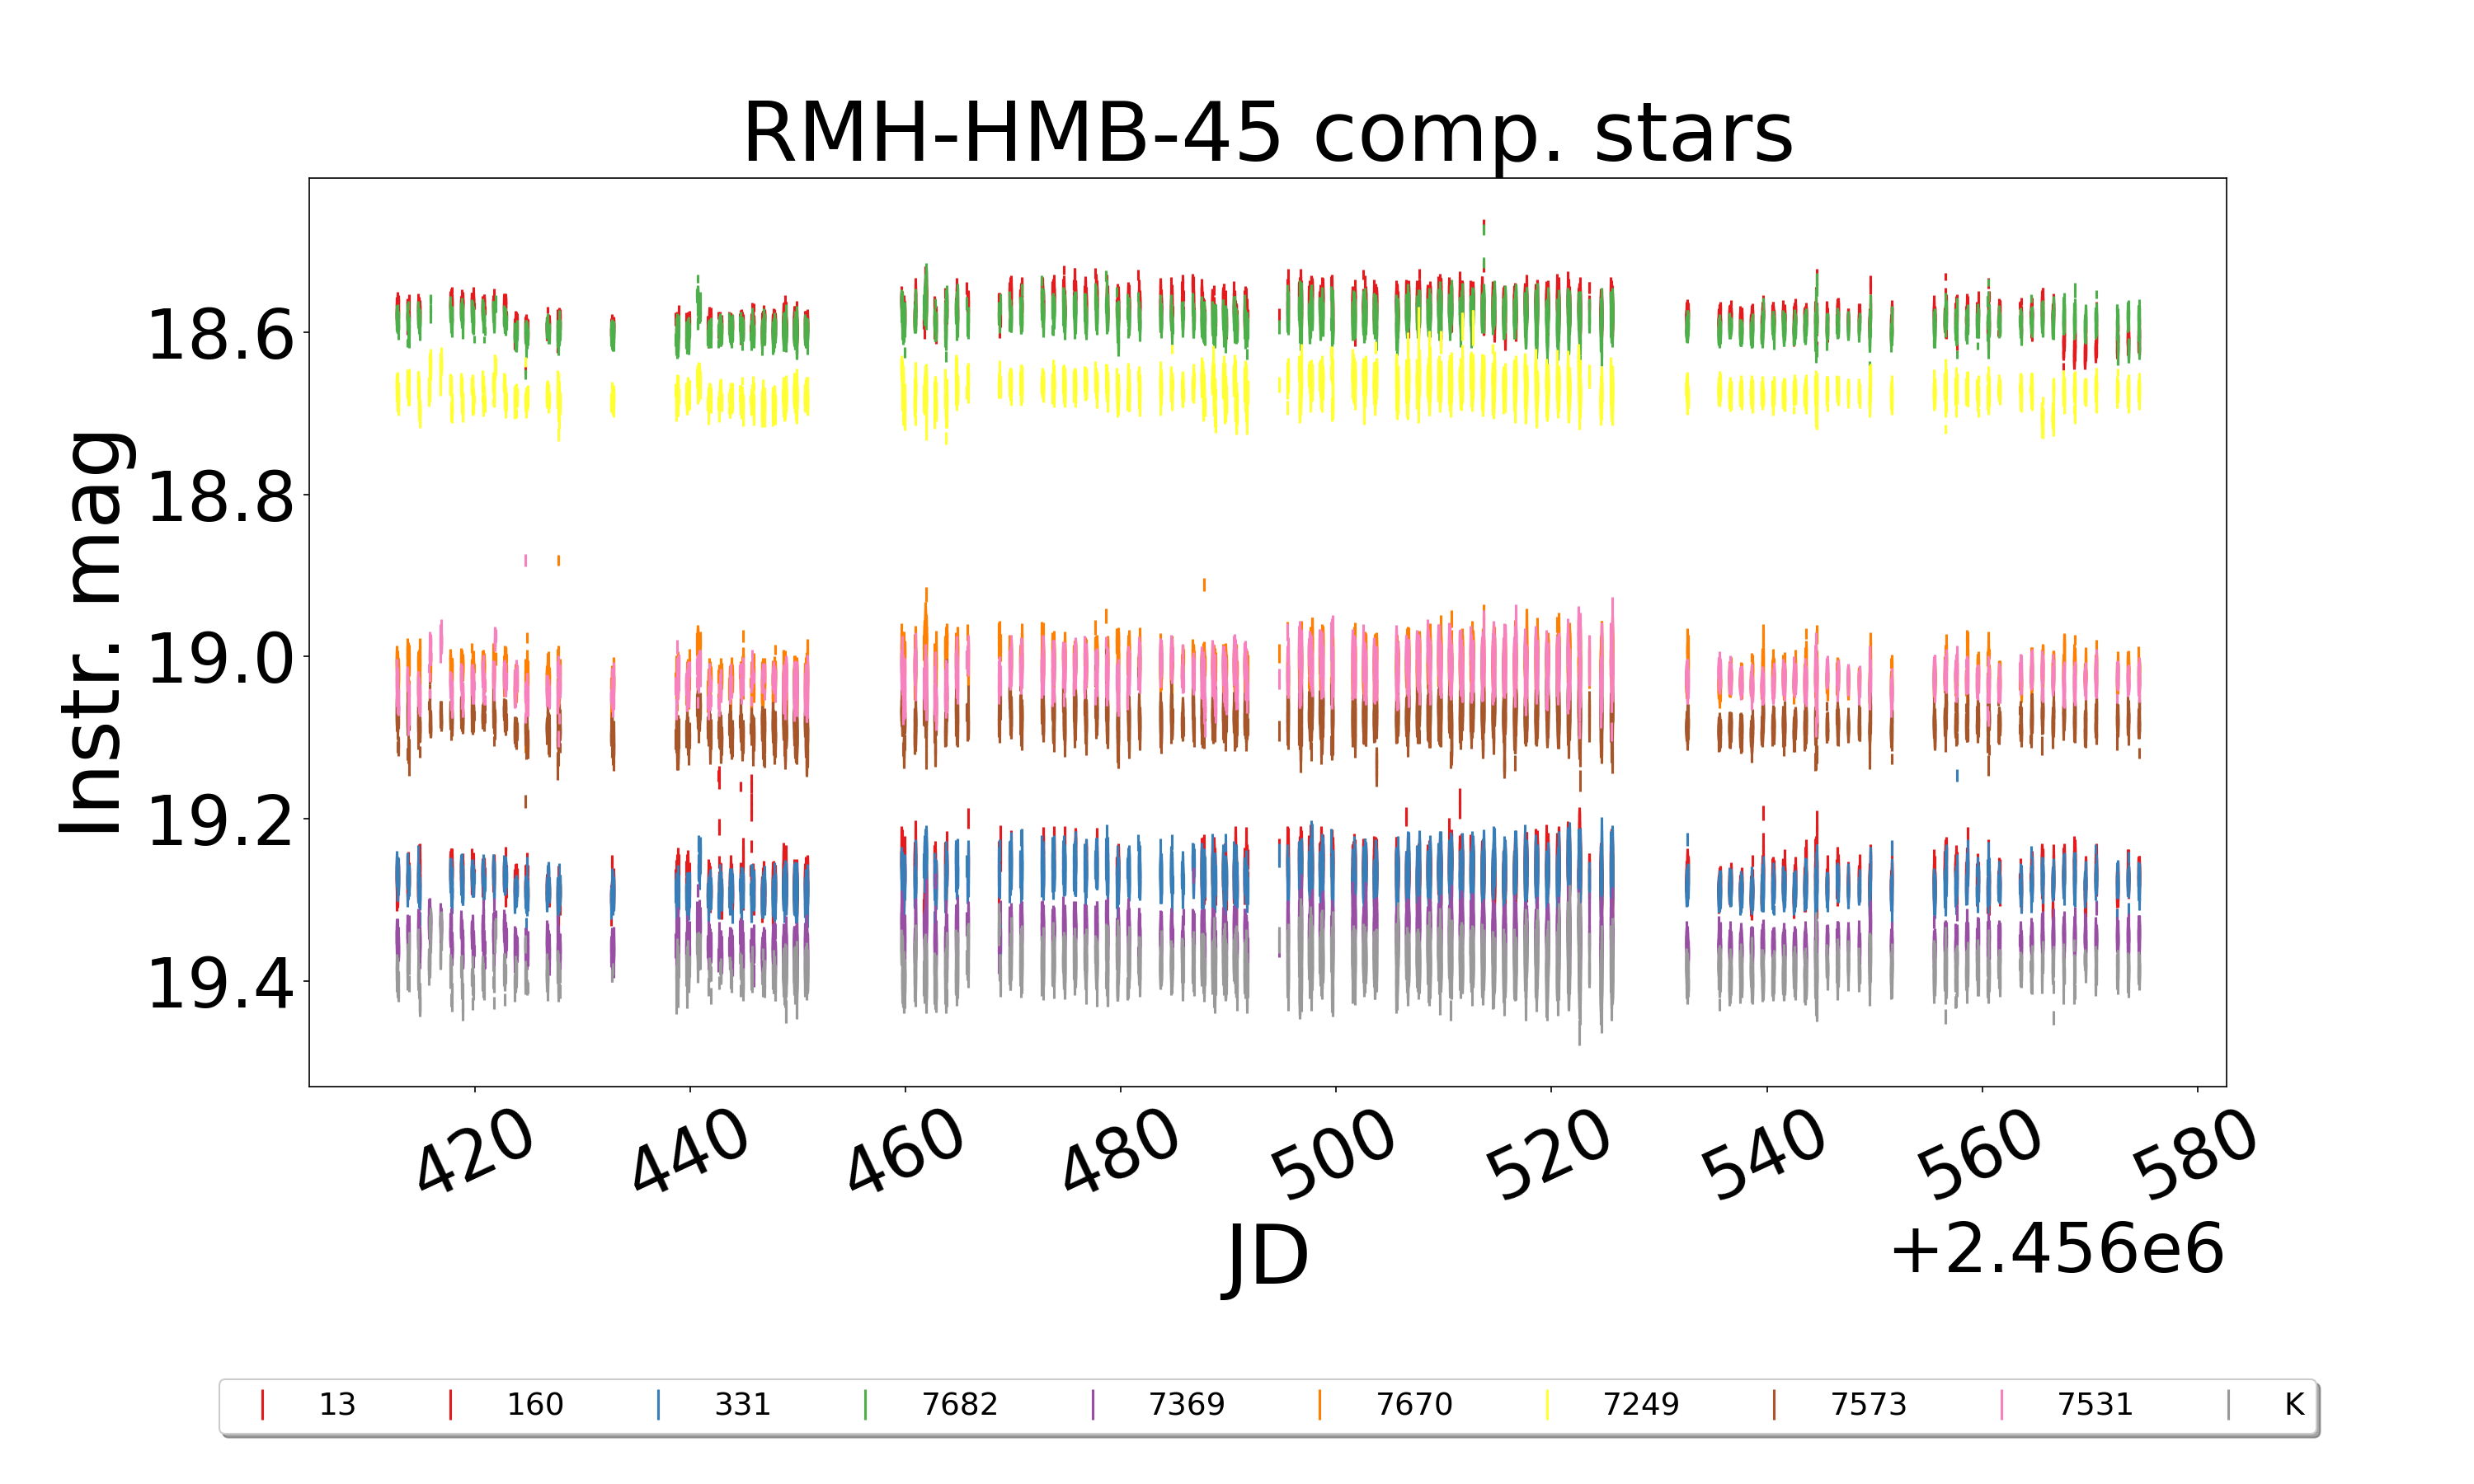 RMH-HMB-45 comp. stars
Instr. mag
18.6
18.8
19.0
19.2
19.4
420 440 460 480 500 520 540 560 580
JD
+2.456e6
13 160 331 7682 7369 7670 7249 7573 7531 K